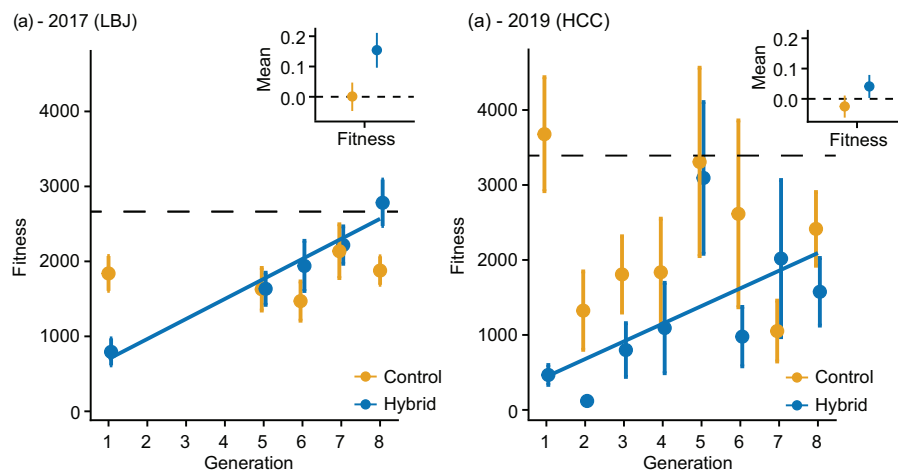 (a) - 2017 (LBJ)
Fitness
4000
3000
2000
1000
0
1 2 3 4 5 6 7 8
Generation
Control
Hybrid
Mean
0.2
0.1
0.0
Fitness
(a) - 2019 (HCC)
Fitness
4000
3000
2000
1000
0
1 2 3 4 5 6 7 8
Generation
Control
Hybrid
Mean
0.2
0.1
0.0
Fitness